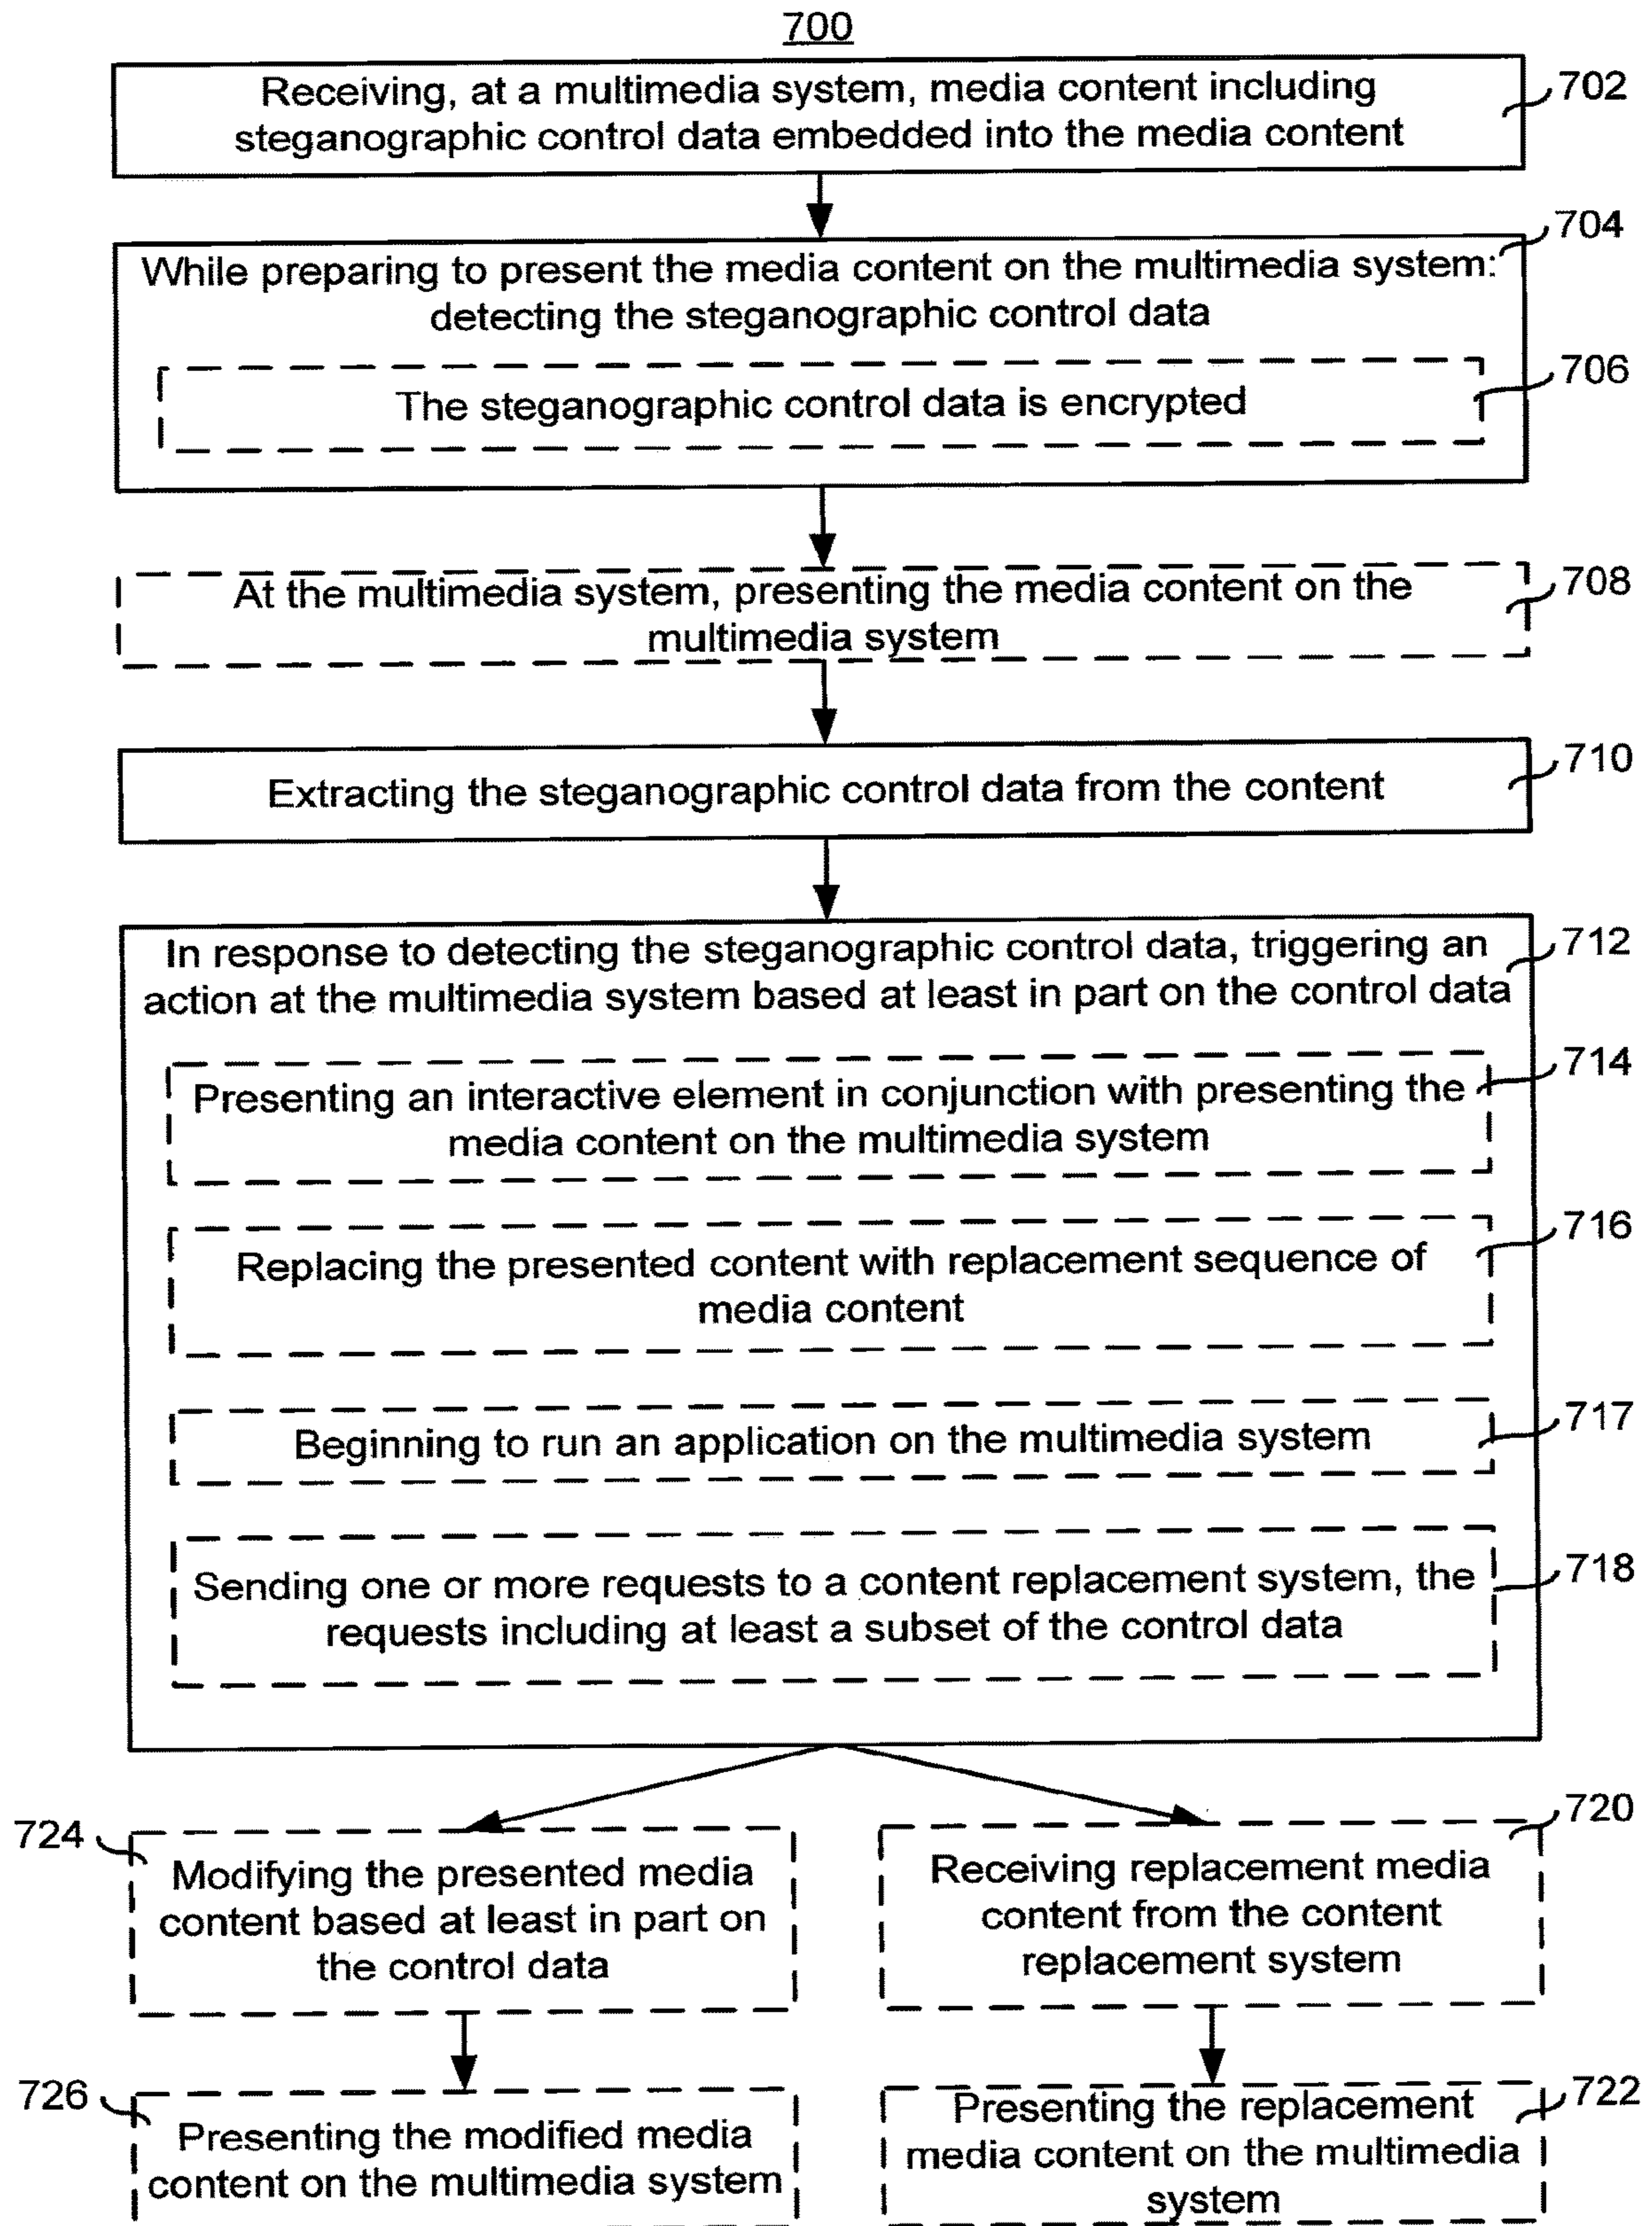 700
Receiving, at a multimedia system, media content including
steganographic control data embedded into the media content
702
704
While preparing to present the media content on the multimedia system:
detecting the steganographic control data
706
The steganographic control data is encrypted
At the multimedia system, presenting the media content on the
multimedia system
708
Extracting the steganographic control data from the content
710
In response to detecting the steganographic control data, triggering an
action at the multimedia system based at least in part on the control data
712
Presenting an interactive element in conjunction with presenting the
media content on the multimedia system
714
Replacing the presented content with replacement sequence of
media content
716
Beginning to run an application on the multimedia system
717
Sending one or more requests to a content replacement system, the
requests including at least a subset of the control data
718
724
Modifying the presented media
content based at least in part on
the control data
720
Receiving replacement media
content from the content
replacement system
726
Presenting the modified media
content on the multimedia system
722
Presenting the replacement
media content on the multimedia
system